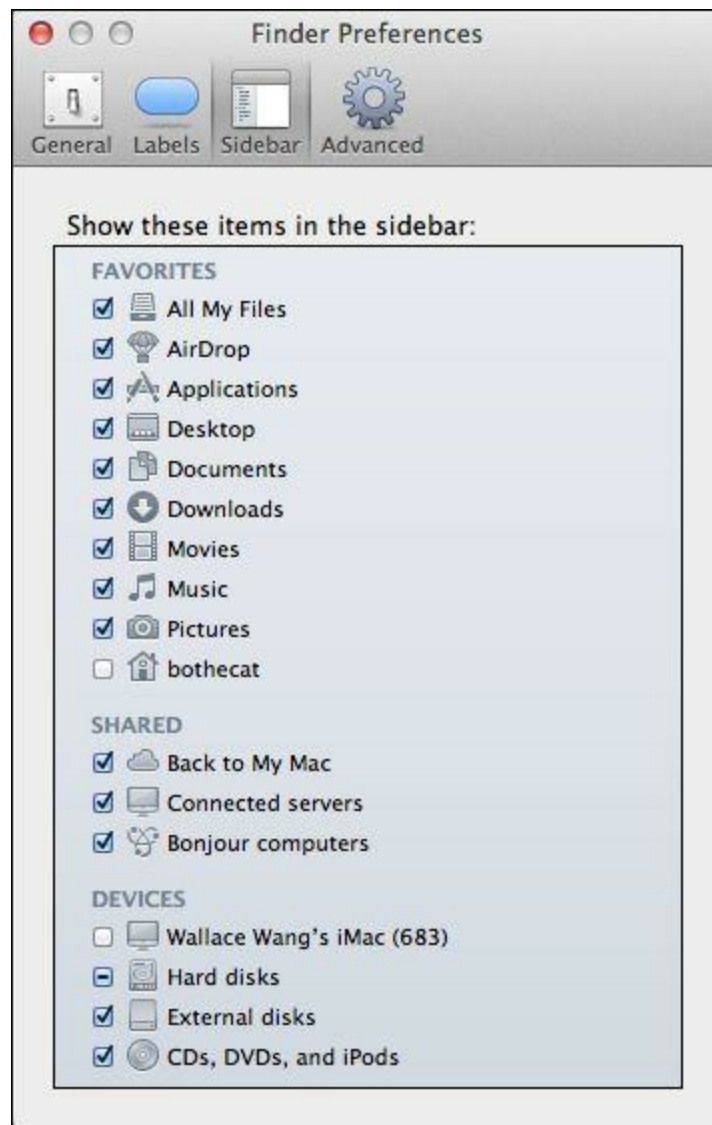 Finder Preferences
General Labels Sidebar Advanced
Show these items in the sidebar:
FAVORITES
All My Files
AirDrop
Applications
Desktop
Documents
Downloads
Movies
Music
Pictures
bothecat
SHARED
Back to My Mac
Connected servers
Bonjour computers
DEVICES
Wallace Wang's iMac (683)
Hard disks
External disks
CDs, DVDs, and iPods